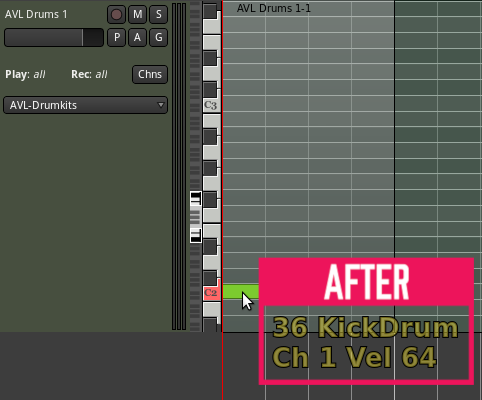 AVL Drums 1
M
S
P
A
G
Play: all
Rec: all
Chns
AVL-Drumkits
AVL Drums 1-1
C3
C2
AFTER
36 KickDrum
Ch 1 Vel 64